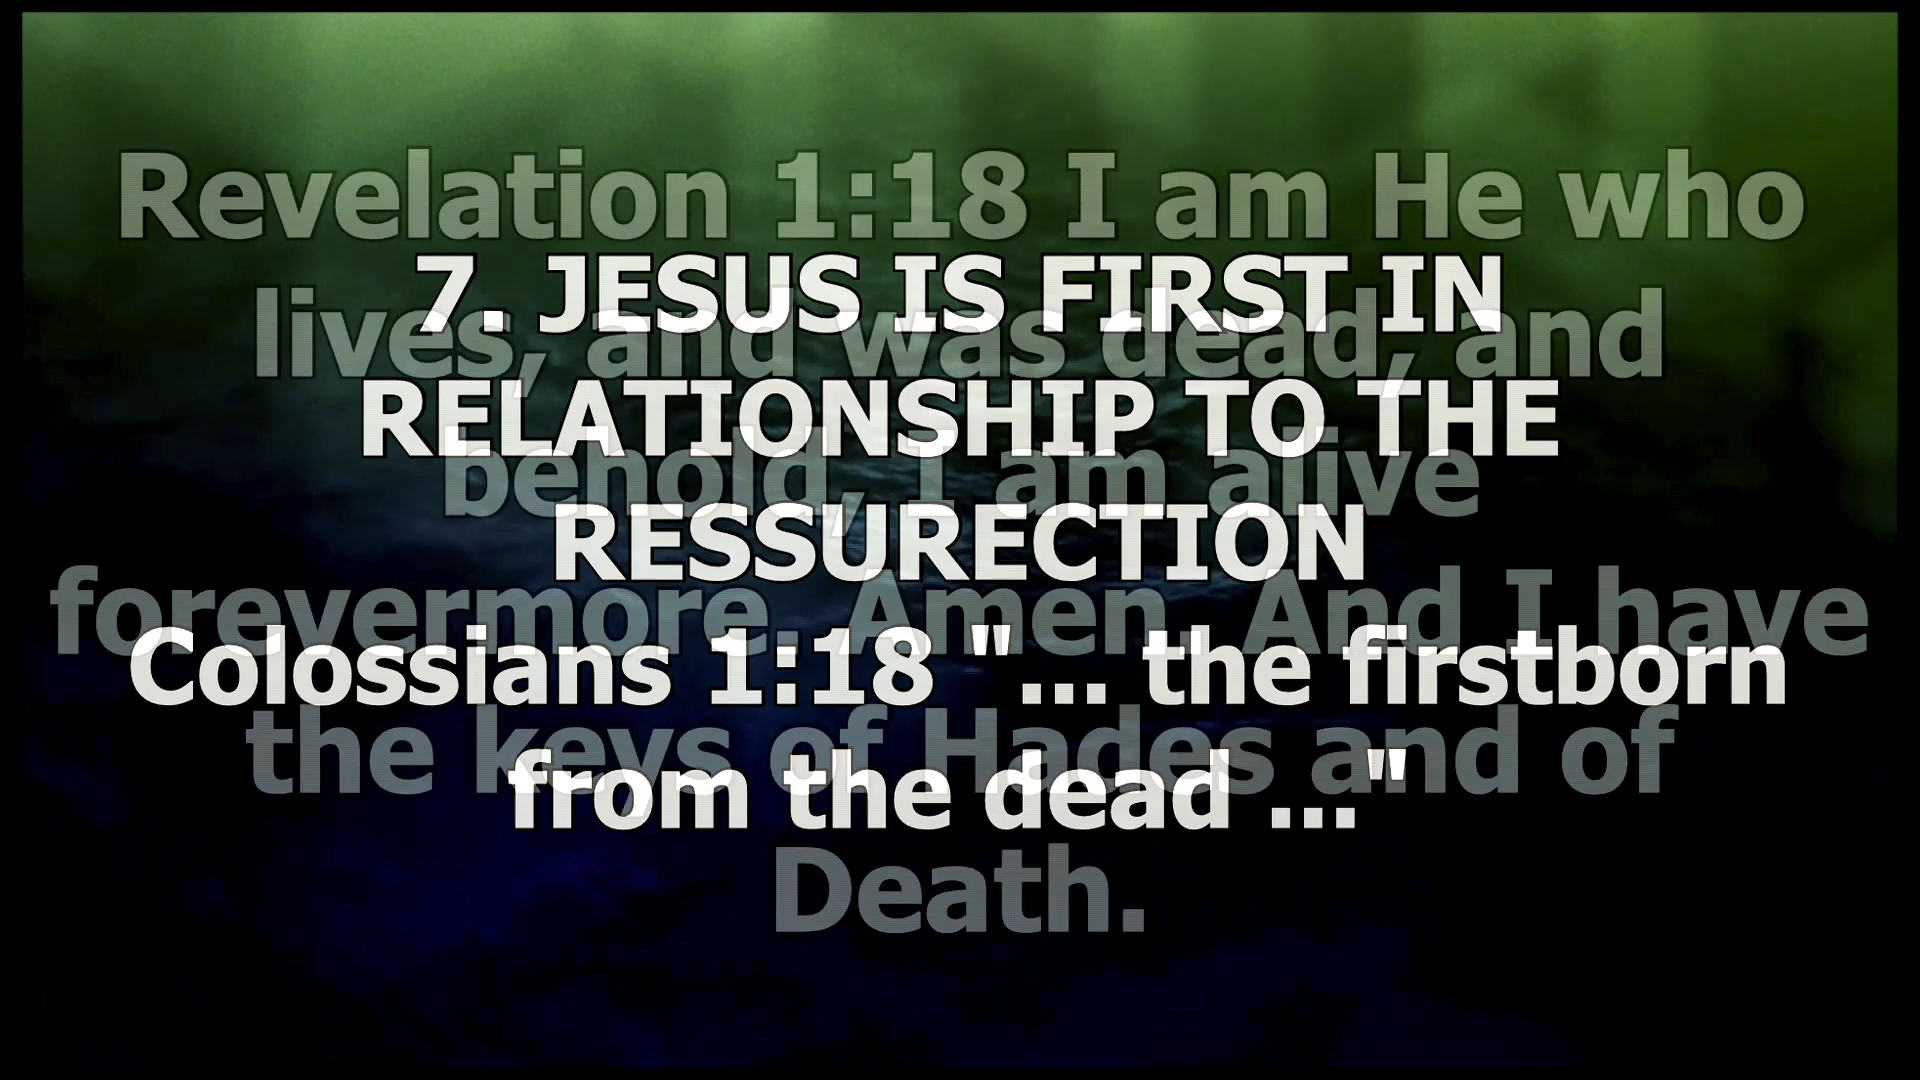 Revelation 1:18 I am He who
lives, and was dead, and
behold, I am alive
forevermore. Amen. And I have
the keys of Hades and of
Death.
7. JESUS IS FIRST IN
RELATIONSHIP TO THE
RESSURECTION
Colossians 1:18 "... the firstborn
from the dead ..."